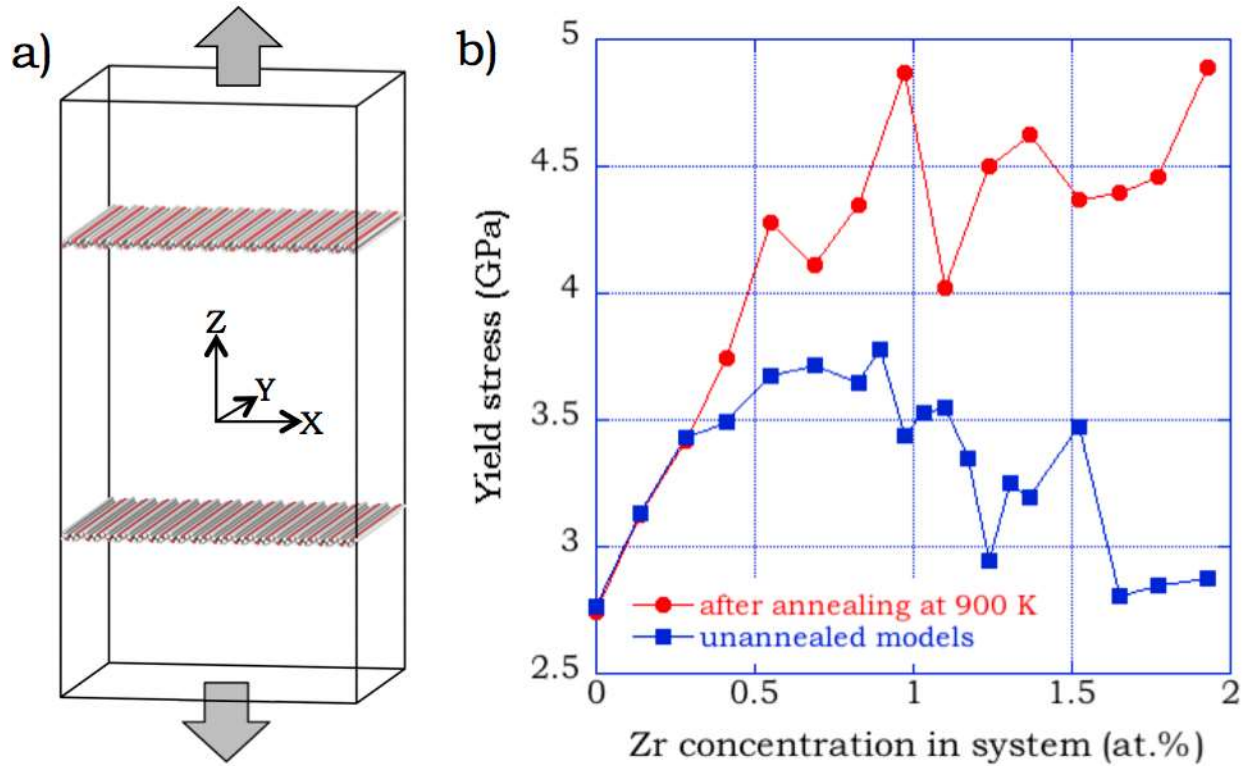 a)
Z
Y
X
b)
Yield stress (GPa)
5
4.5
4
3.5
3
2.5
after annealing at 900 K
unannealed models
0
0.5
1
1.5
2
Zr concentration in system (at.%)